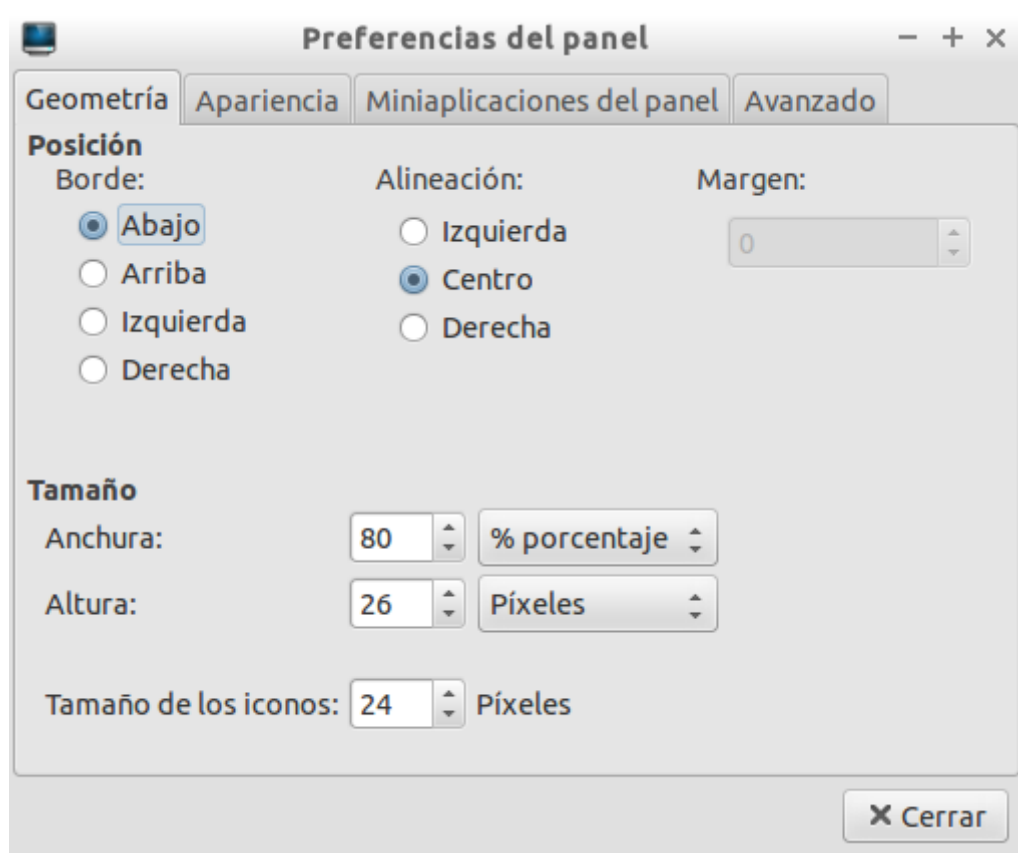 Preferencias del panel
Geometría Apariencia Miniaplicaciones del panel Avanzado
Posición
Borde: Alineación: Margen:
Abajo Izquierda 0
Arriba Centro
Izquierda Derecha
Derecha
Tamaño
Anchura: 80 % porcentaje
Altura: 26 Píxeles
Tamaño de los iconos: 24 Píxeles
Cerrar